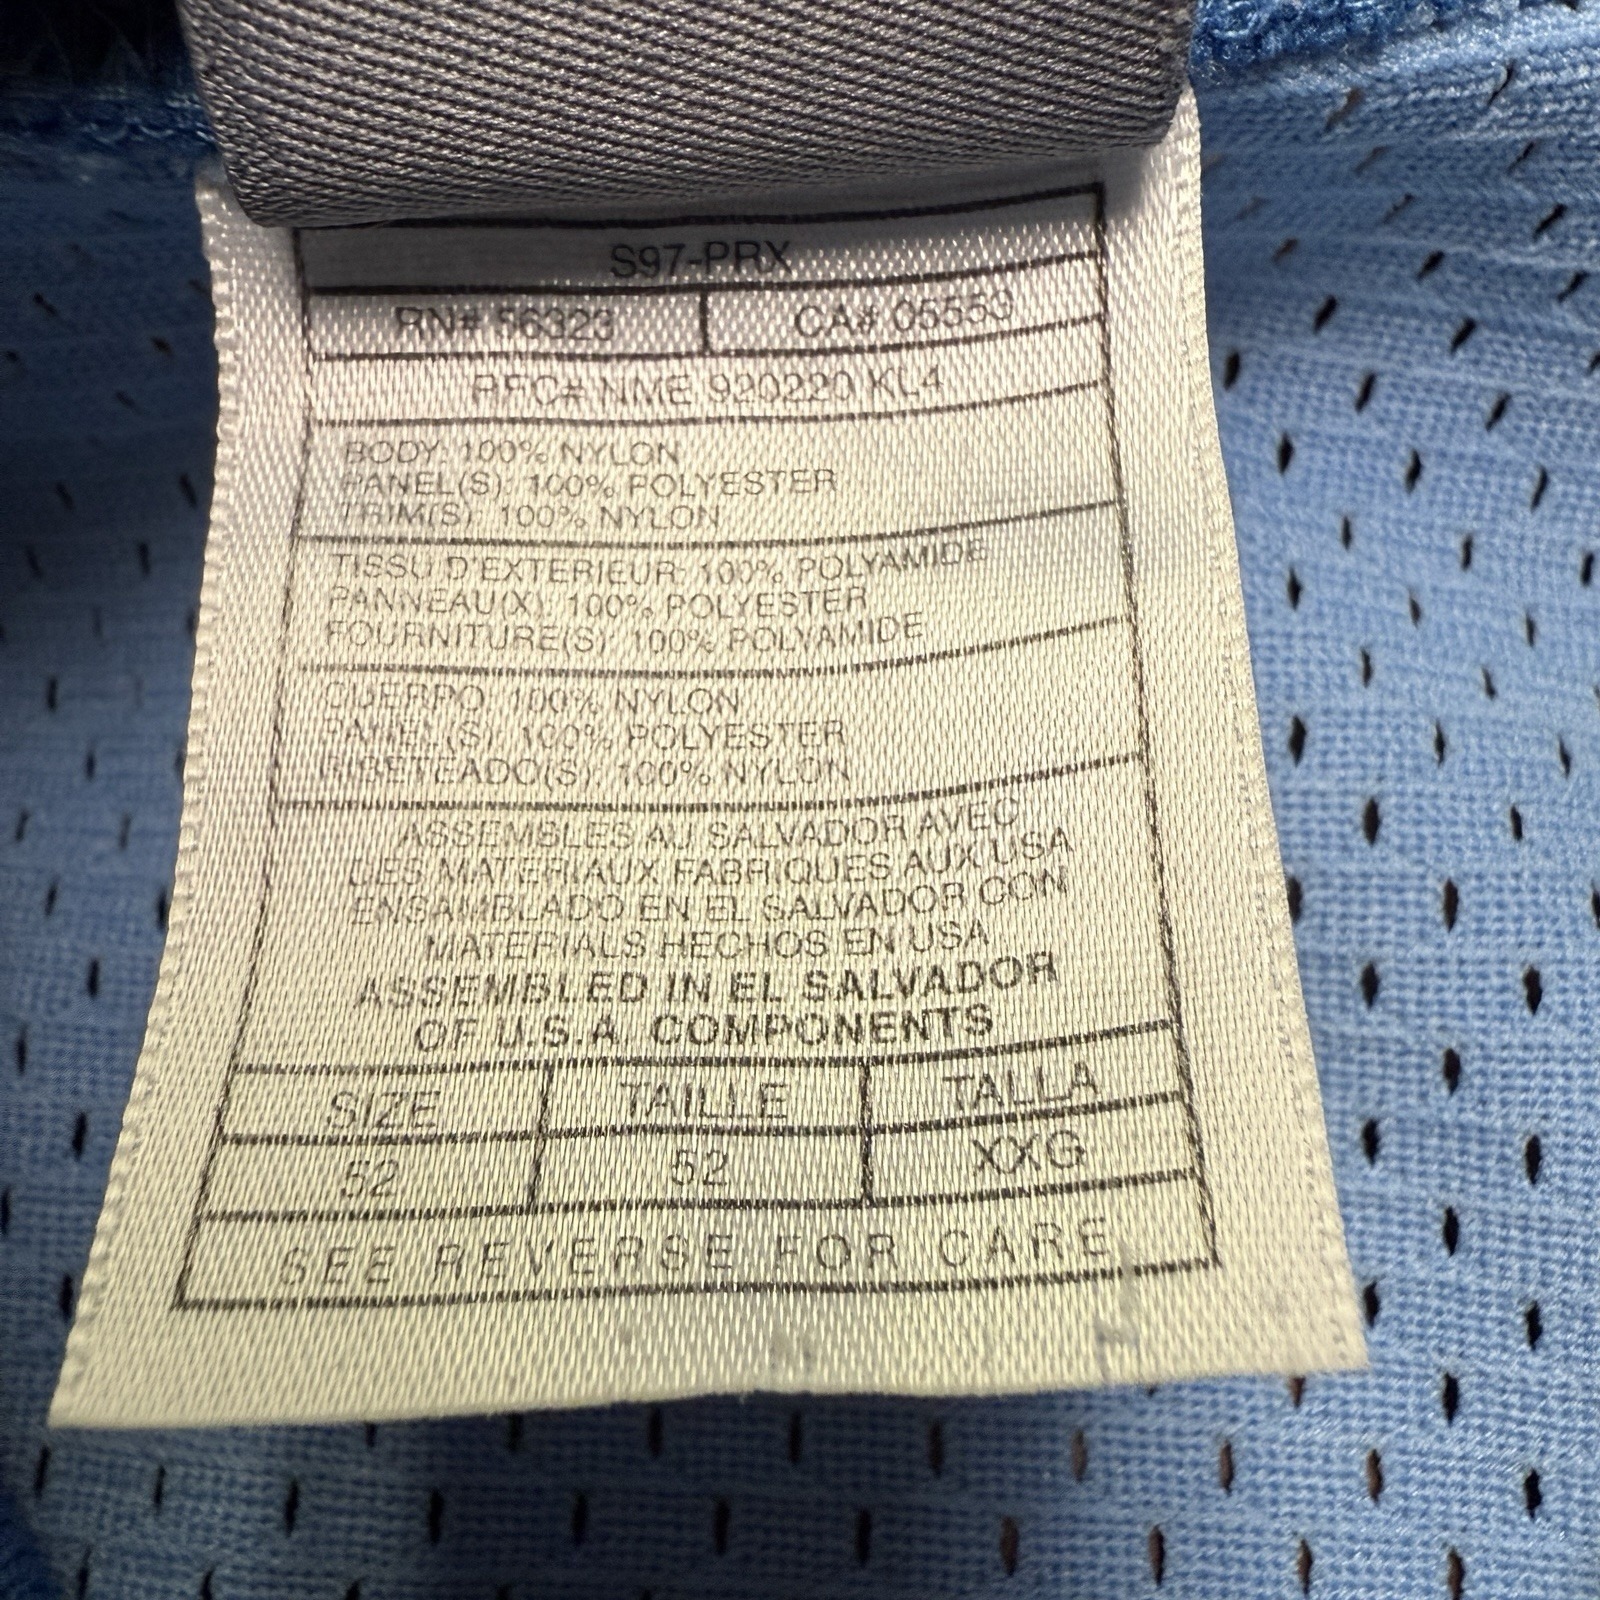 S97-PRX
RN# 56323 CA# 05553
RFC# NME 920220 KL4
BODY: 100% NYLON
PANEL(S): 100% POLYESTER
TRIM(S): 100% NYLON
TISSU D'EXTERIEUR: 100% POLYAMIDE
PANNEAU(X): 100% POLYESTER
FOURNITURE(S): 100% POLYAMIDE
CUERPO: 100% NYLON
PANEL(S): 100% POLYESTER
RIBETEADO(S): 100% NYLON
ASSEMBLES AU SALVADOR AVEC
LES MATERIAUX FABRIQUES AUX USA
ENSAMBLADO EN EL SALVADOR CON
MATERIALS HECHOS EN USA
ASSEMBLED IN EL SALVADOR
OF U.S.A. COMPONENTS
SIZE TAILLE TALLA
52 52 XXG
SEE REVERSE FOR CARE